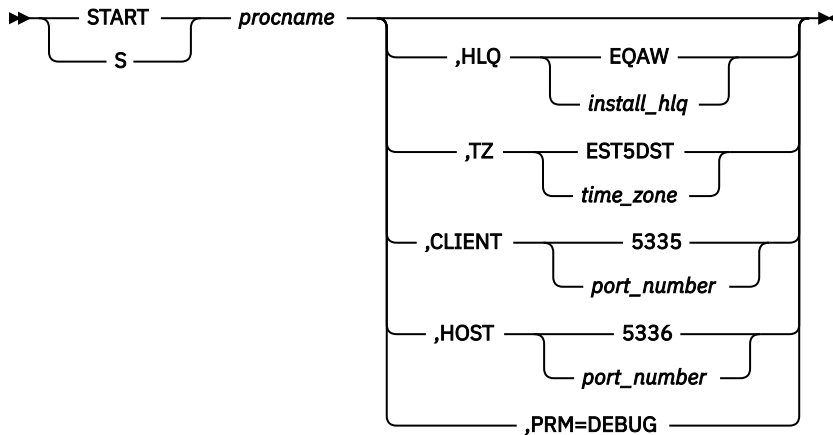 START procname
S
,HLQ EQAW
install_hlq
,TZ EST5DST
time_zone
,CLIENT 5335
port_number
,HOST 5336
port_number
,PRM=DEBUG